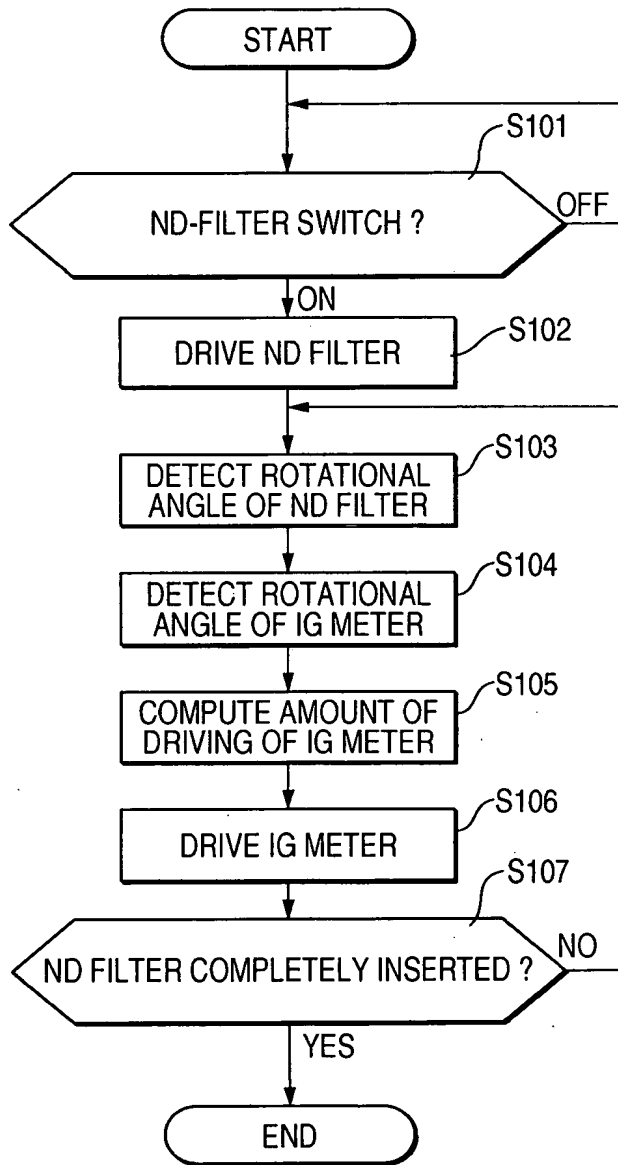 START
S101
ND-FILTER SWITCH ?
OFF
ON
S102
DRIVE ND FILTER
S103
DETECT ROTATIONAL
ANGLE OF ND FILTER
S104
DETECT ROTATIONAL
ANGLE OF IG METER
S105
COMPUTE AMOUNT OF
DRIVING OF IG METER
S106
DRIVE IG METER
S107
ND FILTER COMPLETELY INSERTED ?
NO
YES
END